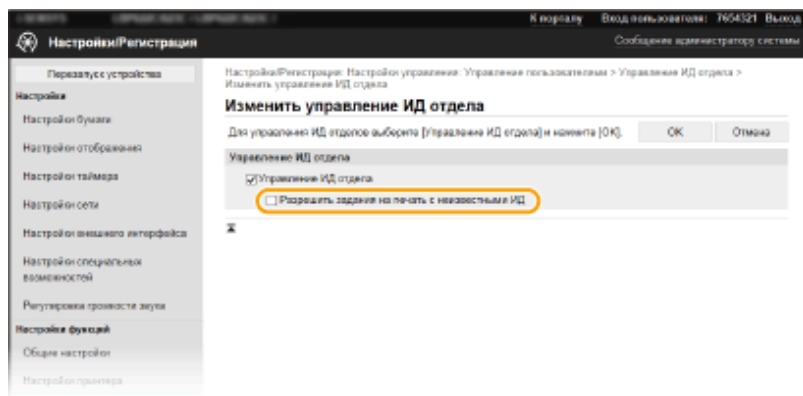 К порталу Вход пользователя: 7654321 Выход
Настройки/Регистрация
Сообщение администратору системы
Перезапуск устройства
Настройки
Настройки бумаги
Настройки отображения
Настройки таймера
Настройки сети
Настройки внешнего интерфейса
Настройки специальных
возможностей
Регулировка громкости звука
Настройки функций
Общие настройки
Настройки принтера
Настройки/Регистрация: Настройки управления: Управление пользователями > Управление ИД отдела >
Изменить управление ИД отдела
Изменить управление ИД отдела
Для управления ИД отделов выберите [Управление ИД отдела] и нажмите [OK].
OK Отмена
Управление ИД отдела
Управление ИД отдела
Разрешить задания на печать с неизвестными ИД